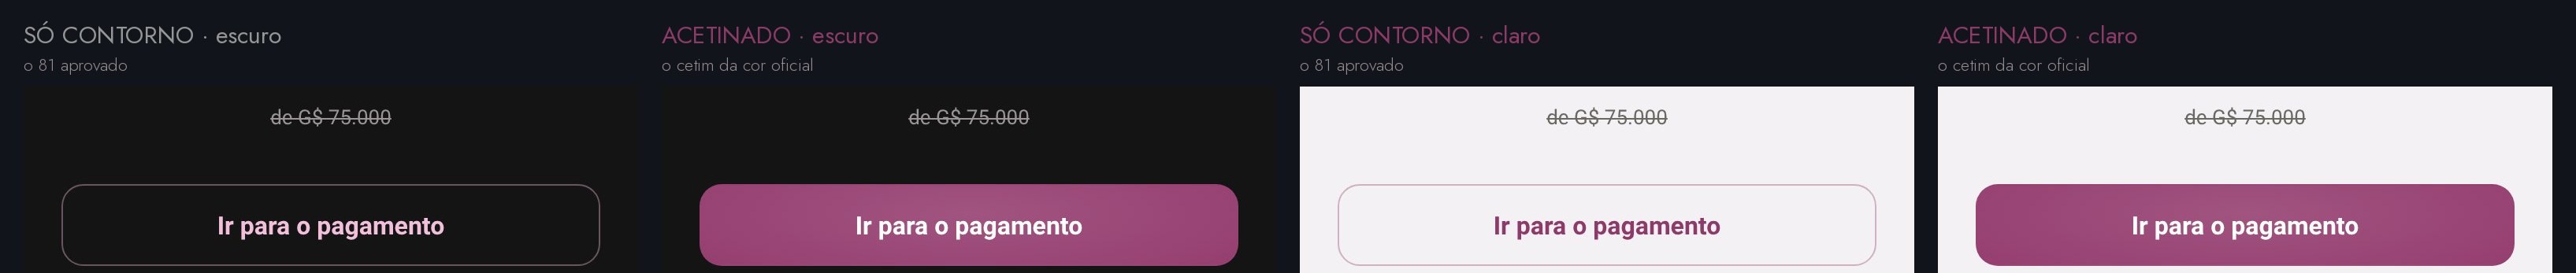 SÓ CONTORNO · escuro
o 81 aprovado
de G$ 75.000
Ir para o pagamento
ACETINADO · escuro
o cetim da cor oficial
de G$ 75.000
Ir para o pagamento
SÓ CONTORNO · claro
o 81 aprovado
de G$ 75.000
Ir para o pagamento
ACETINADO · claro
o cetim da cor oficial
de G$ 75.000
Ir para o pagamento